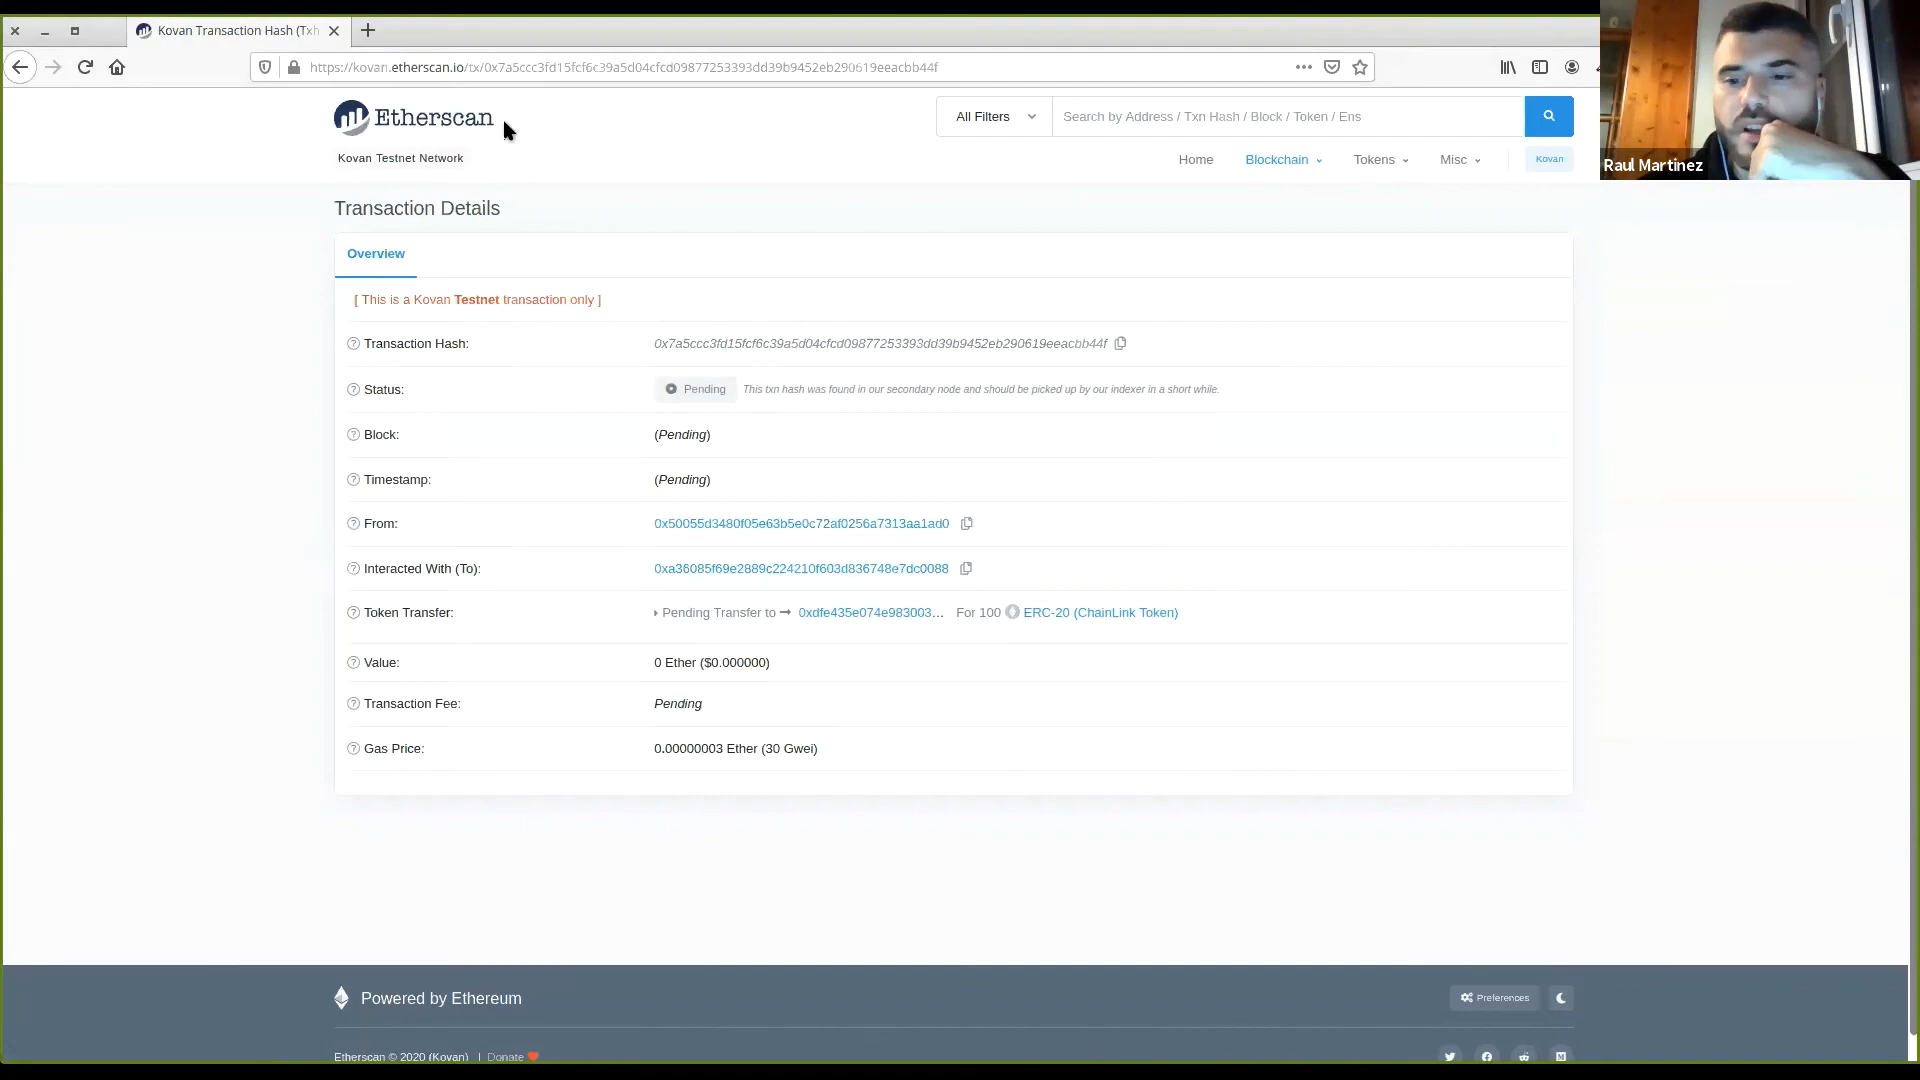 Kovan Transaction Hash (Txh
https://kovan.etherscan.io/tx/0x7a5ccc3fd15fcf6c39a5d04cfcd09877253393dd39b9452eb290619eeacbb44f
Raul Martinez
Etherscan
All Filters
Search by Address / Txn Hash / Block / Token / Ens
Kovan Testnet Network
Home
Blockchain
Tokens
Misc
Kovan
Transaction Details
Overview
[ This is a Kovan Testnet transaction only ]
Transaction Hash:
0x7a5ccc3fd15fcf6c39a5d04cfcd09877253393dd39b9452eb290619eeacbb44f
Status:
Pending
This txn hash was found in our secondary node and should be picked up by our indexer in a short while.
Block:
(Pending)
Timestamp:
(Pending)
From:
0x50055d3480f05e63b5e0c72af0256a7313aa1ad0
Interacted With (To):
0xa36085f69e2889c224210f603d836748e7dc0088
Token Transfer:
Pending Transfer to → 0xdfe435e074e983003... For 100 ERC-20 (ChainLink Token)
Value:
0 Ether ($0.000000)
Transaction Fee:
Pending
Gas Price:
0.00000003 Ether (30 Gwei)
Powered by Ethereum
Preferences
Etherscan © 2020 (Kovan) | Donate